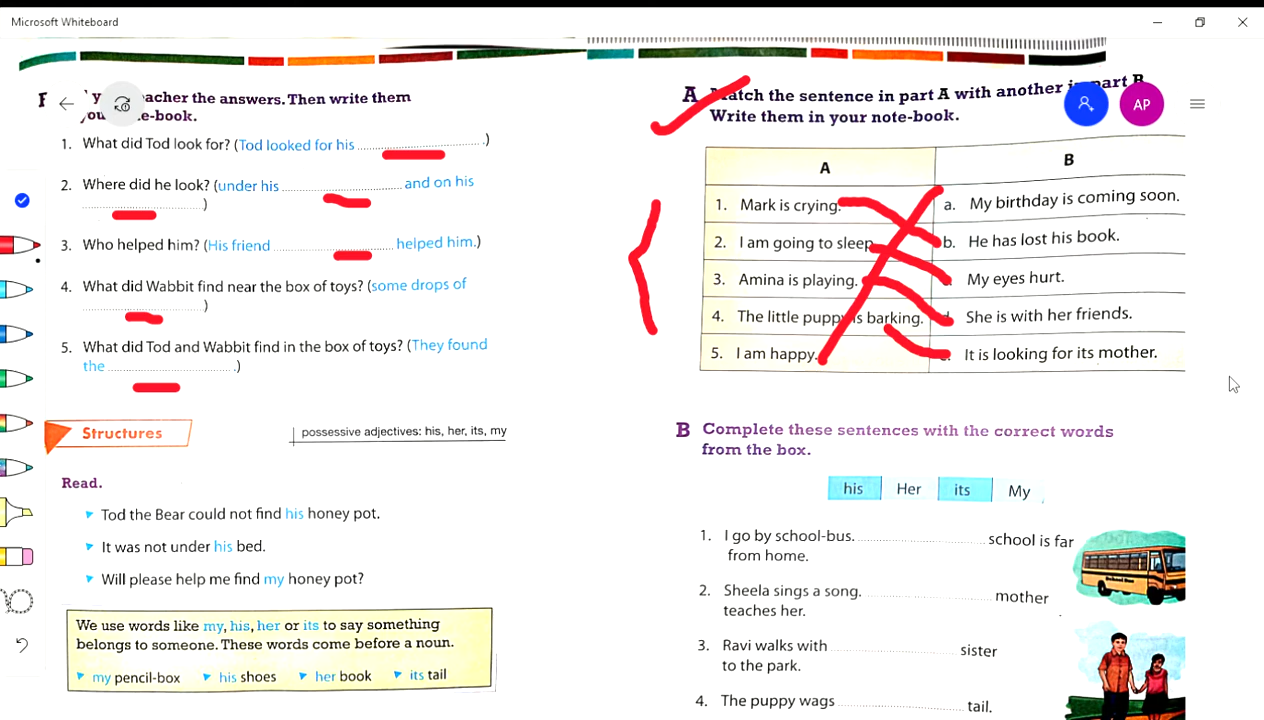 Microsoft Whiteboard
acher the answers. Then write them
e-book.
1. What did Tod look for? (Tod looked for his ..............................)
2. Where did he look? (under his .............................. and on his
..............................)
3. Who helped him? (His friend .............................. helped him.)
4. What did Wabbit find near the box of toys? (some drops of
..............................)
5. What did Tod and Wabbit find in the box of toys? (They found
the ..............................)
Structures
possessive adjectives: his, her, its, my
Read.
Tod the Bear could not find his honey pot.
It was not under his bed.
Will please help me find my honey pot?
We use words like my, his, her or its to say something
belongs to someone. These words come before a noun.
my pencil-box his shoes her book its tail
A Match the sentence in part A with another in part B
Write them in your note-book.
AP
A B
1. Mark is crying. a. My birthday is coming soon.
2. I am going to sleep. b. He has lost his book.
3. Amina is playing. My eyes hurt.
4. The little puppy is barking. d. She is with her friends.
5. I am happy. It is looking for its mother.
B Complete these sentences with the correct words
from the box.
his Her its My
1. I go by school-bus. .............................. school is far
from home.
2. Sheela sings a song. .............................. mother
teaches her.
3. Ravi walks with .............................. sister
to the park.
4. The puppy wags .............................. tail.